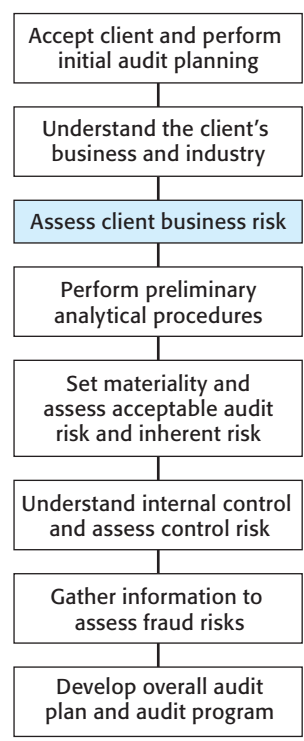 Accept client and perform
initial audit planning
Understand the client's
business and industry
Assess client business risk
Perform preliminary
analytical procedures
Set materiality and
assess acceptable audit
risk and inherent risk
Understand internal control
and assess control risk
Gather information to
assess fraud risks
Develop overall audit
plan and audit program